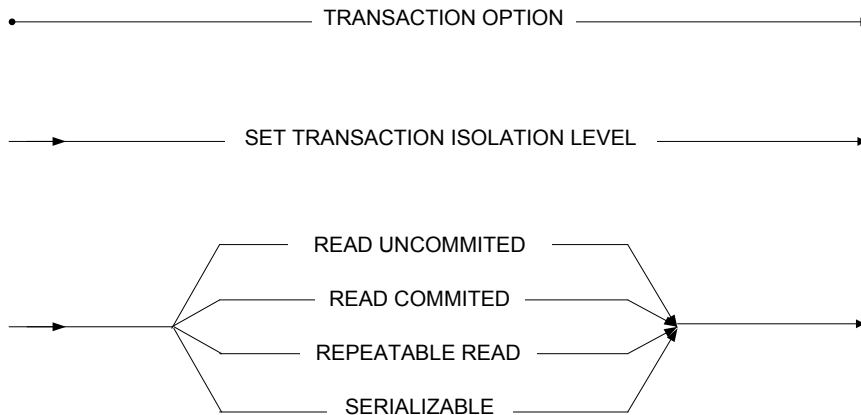 TRANSACTION OPTION
SET TRANSACTION ISOLATION LEVEL
READ UNCOMMITED
READ COMMITED
REPEATABLE READ
SERIALIZABLE